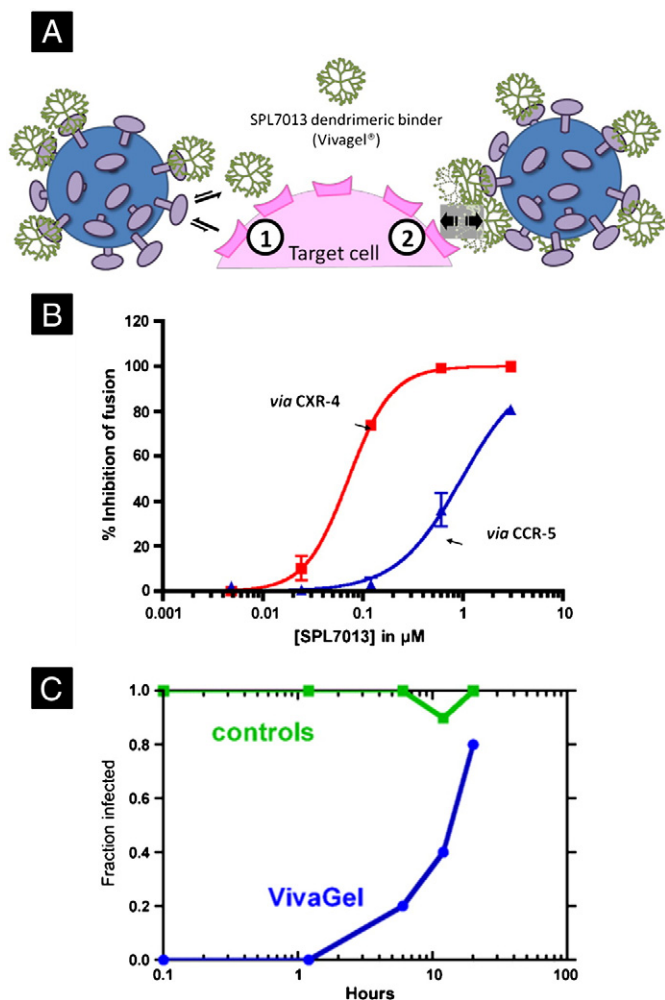 A
SPL7013 dendrimeric binder
(Vivagel®)
1
2
Target cell
B
120
100
80
60
40
20
0
% Inhibition of fusion
via CXR-4
via CCR-5
0.001
0.01
0.1
1
10
[SPL7013] in µM
C
1.0
0.8
0.6
0.4
0.2
0.0
Fraction infected
controls
VivaGel
0.1
1
10
100
Hours